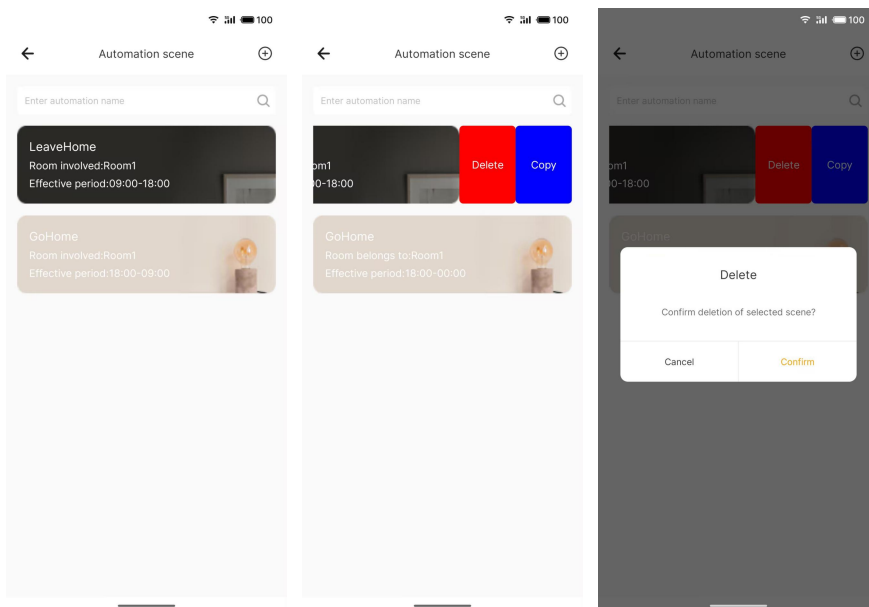 100
Automation scene
Enter automation name
LeaveHome
Room involved:Room1
Effective period:09:00-18:00
GoHome
Room involved:Room1
Effective period:18:00-09:00
100
Automation scene
Enter automation name
om1
00-18:00
Delete
Copy
GoHome
Room belongs to:Room1
Effective period:18:00-00:00
100
Automation scene
Enter automation name
om1
00-18:00
Delete
Copy
GoHome
Delete
Confirm deletion of selected scene?
Cancel
Confirm